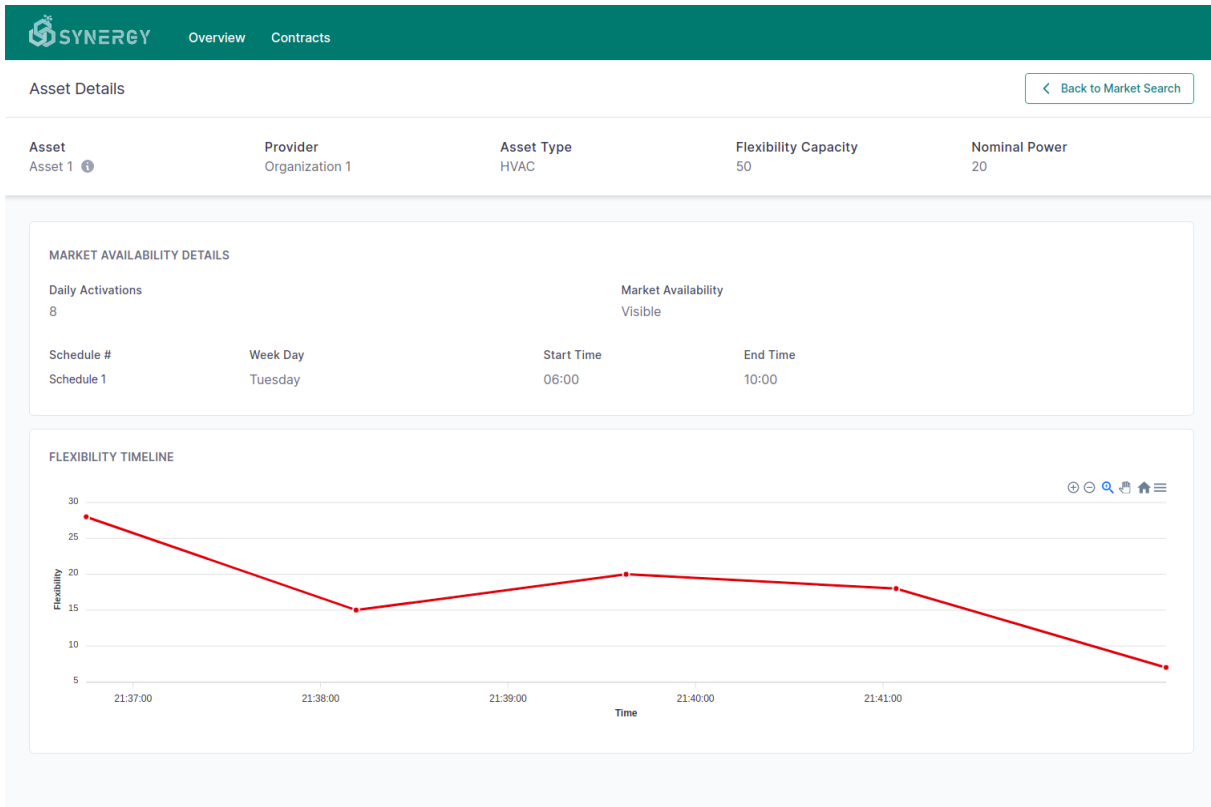 SYNERGY Overview Contracts
Asset Details Back to Market Search
Asset Provider Asset Type Flexibility Capacity Nominal Power
Asset 1 Organization 1 HVAC 50 20
MARKET AVAILABILITY DETAILS
Daily Activations Market Availability
8 Visible
Schedule # Week Day Start Time End Time
Schedule 1 Tuesday 06:00 10:00
FLEXIBILITY TIMELINE
30
25
20
15
10
5
Flexibility
21:37:00 21:38:00 21:39:00 21:40:00 21:41:00
Time